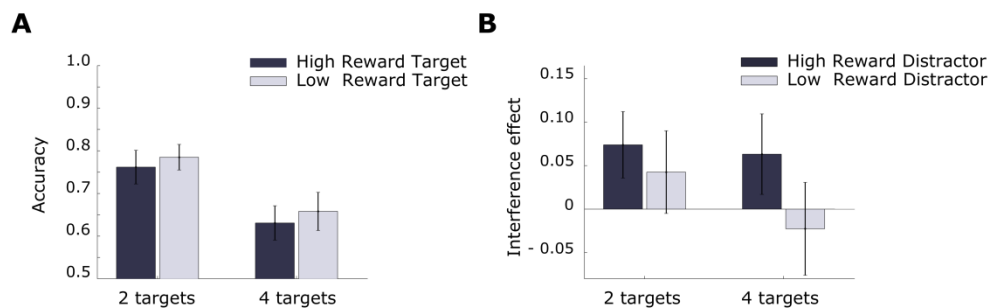 A
High Reward Target
Low Reward Target
Accuracy
1.0
0.9
0.8
0.7
0.6
0.5
2 targets
4 targets
B
High Reward Distractor
Low Reward Distractor
Interference effect
0.15
0.10
0.05
0
- 0.05
2 targets
4 targets